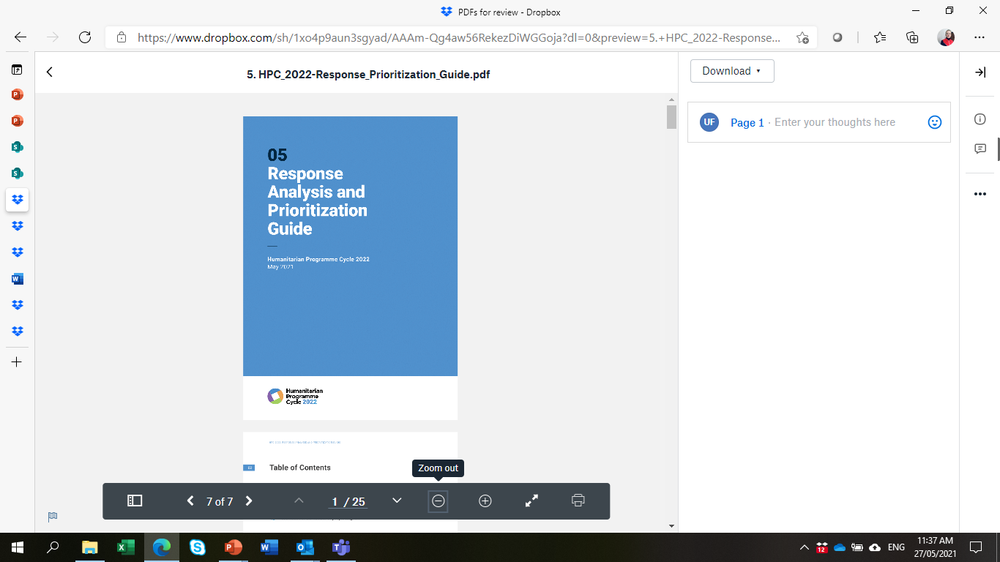 PDFs for review - Dropbox
https://www.dropbox.com/sh/1xo4p9aun3sgyad/AAAm-Qg4aw56RekezDiWGGoja?dl=0&preview=5.+HPC_2022-Response...
5. HPC_2022-Response_Prioritization_Guide.pdf
Download
UF
Page 1 · Enter your thoughts here
05
Response
Analysis and
Prioritization
Guide
Humanitarian Programme Cycle 2022
May 2021
Humanitarian
Programme
Cycle 2022
02
Table of Contents
Zoom out
7 of 7
1 / 25
12
ENG
11:37 AM
27/05/2021